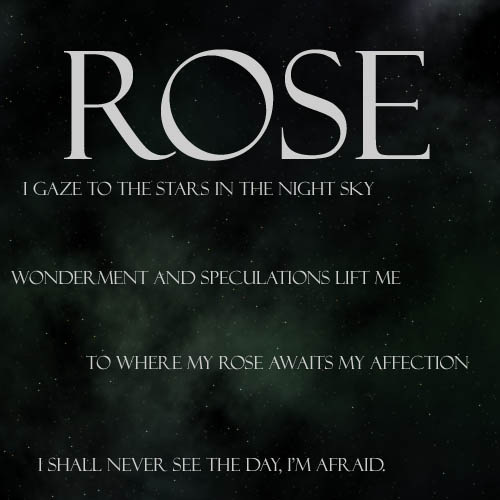 ROSE
I GAZE TO THE STARS IN THE NIGHT SKY
WONDERMENT AND SPECULATIONS LIFT ME
TO WHERE MY ROSE AWAITS MY AFFECTION
I SHALL NEVER SEE THE DAY, I'M AFRAID.